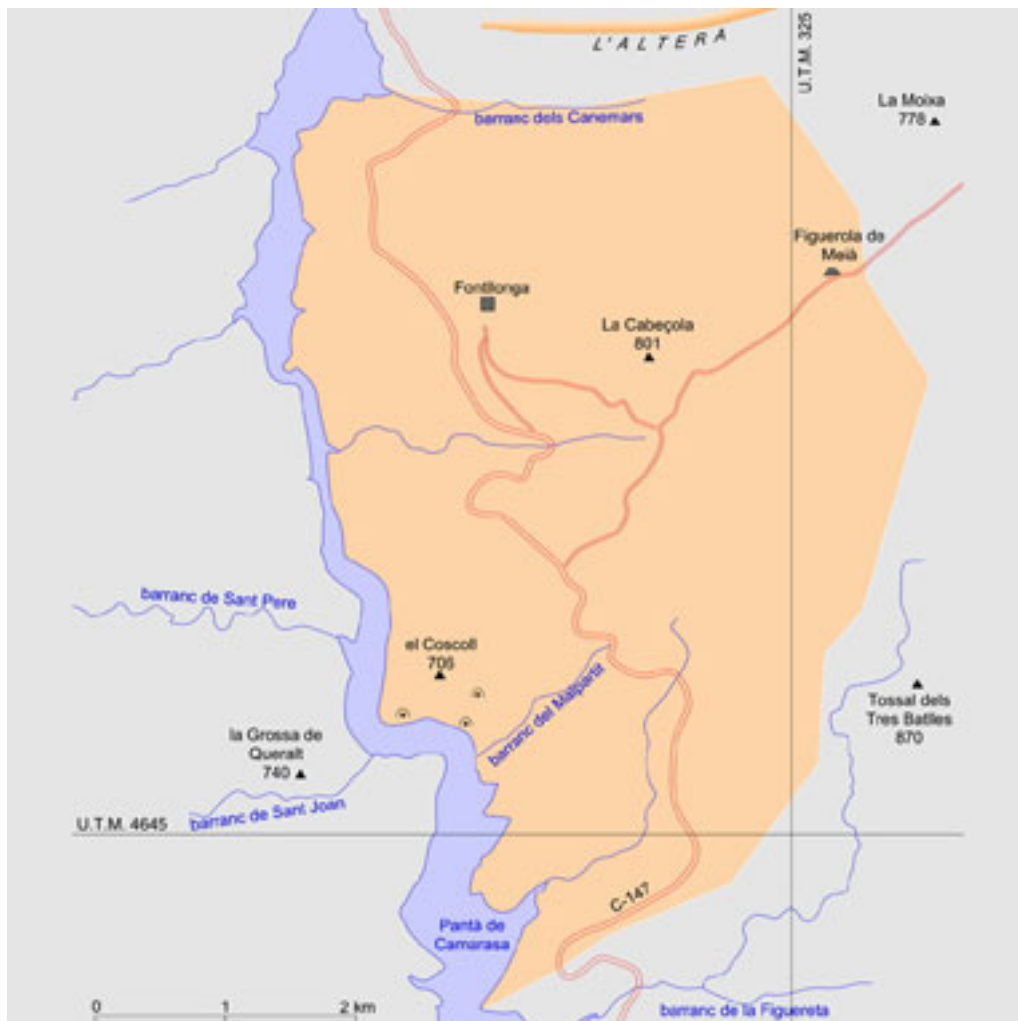 L'ALTERA
U.T.M. 325
La Moixa
778
barranc dels Canemars
Figuerola de
Meià
Fontllonga
La Cabeçola
801
barranc de Sant Pere
el Coscoll
706
barranc del Malpartit
Tossal dels
Tres Batlles
870
la Grossa de
Queralt
740
barranc de Sant Joan
U.T.M. 4645
C-147
Pantà de
Camarasa
0 1 2 km
barranc de la Figuereta